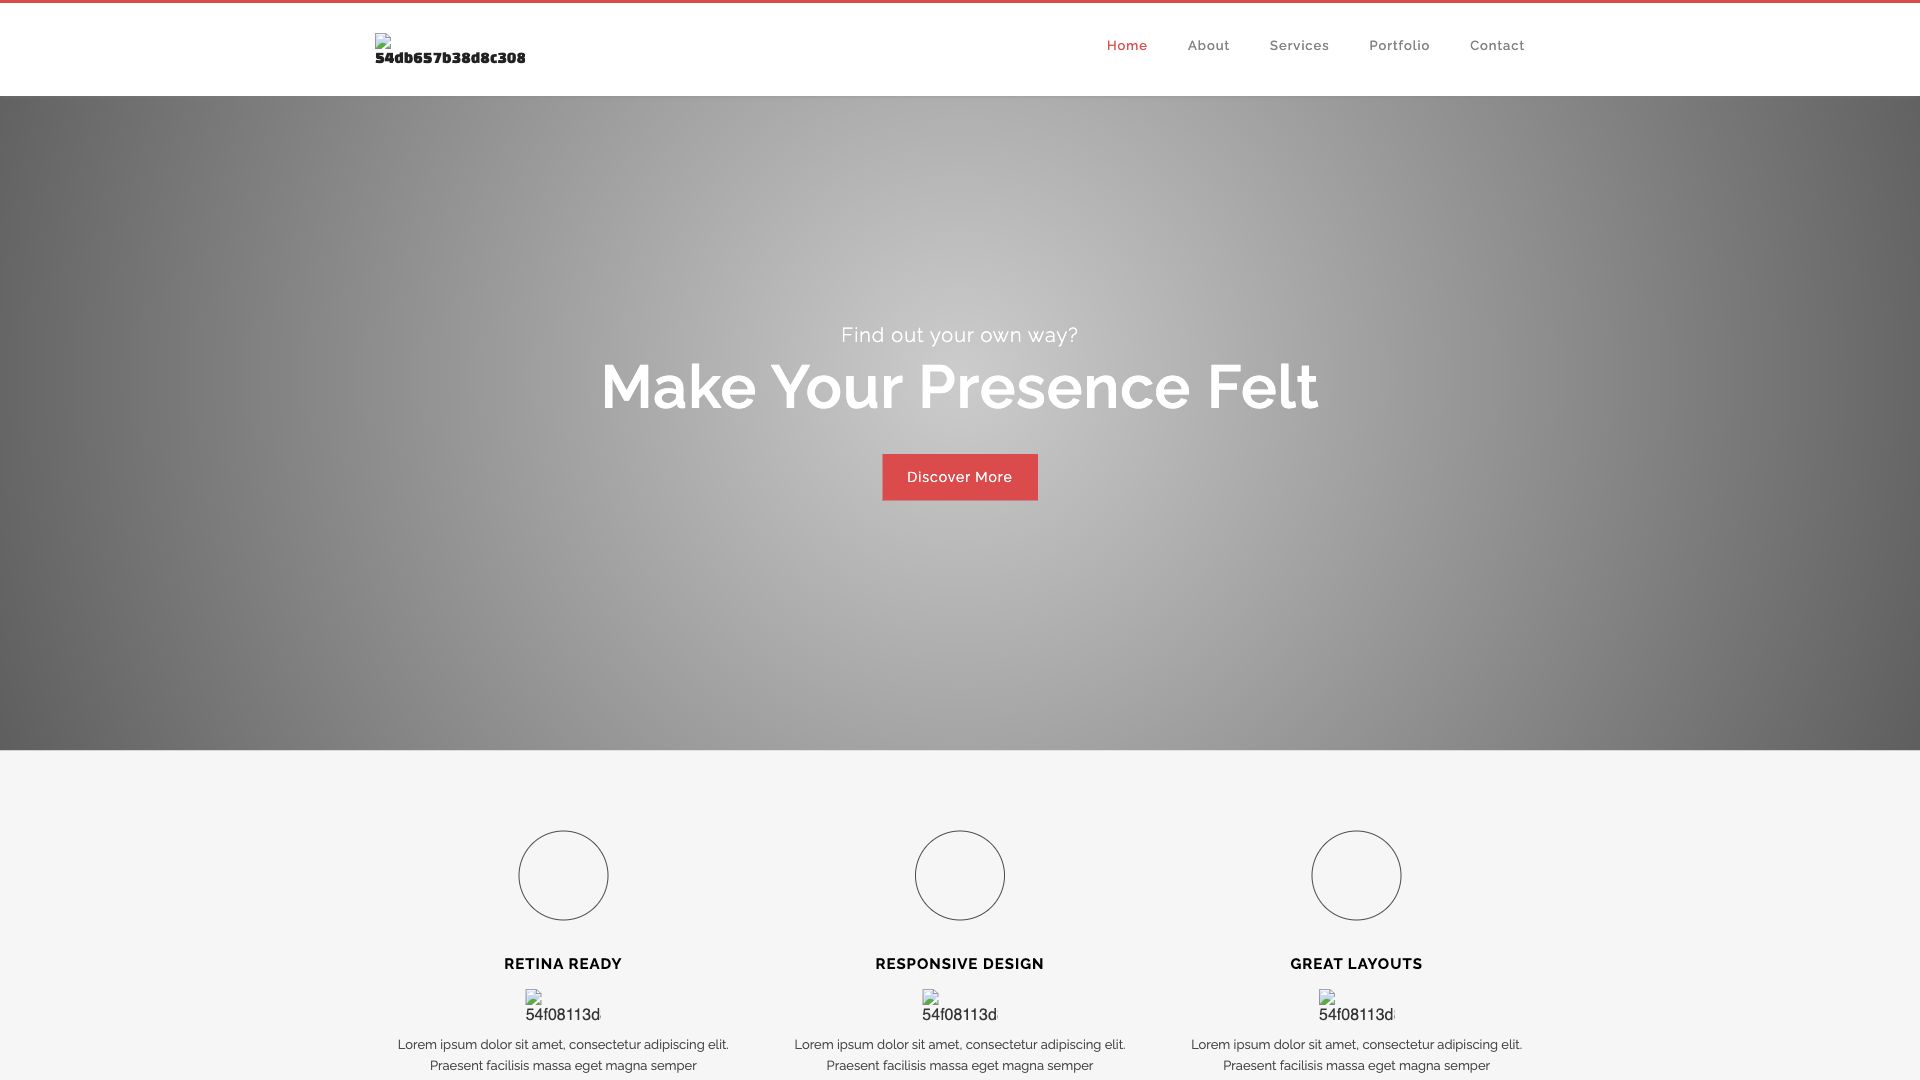 54db657b38d8c308
Home About Services Portfolio Contact
Find out your own way?
Make Your Presence Felt
Discover More
RETINA READY RESPONSIVE DESIGN GREAT LAYOUTS
54f08113d 54f08113d 54f08113d
Lorem ipsum dolor sit amet, consectetur adipiscing elit. Lorem ipsum dolor sit amet, consectetur adipiscing elit. Lorem ipsum dolor sit amet, consectetur adipiscing elit.
Praesent facilisis massa eget magna semper Praesent facilisis massa eget magna semper Praesent facilisis massa eget magna semper